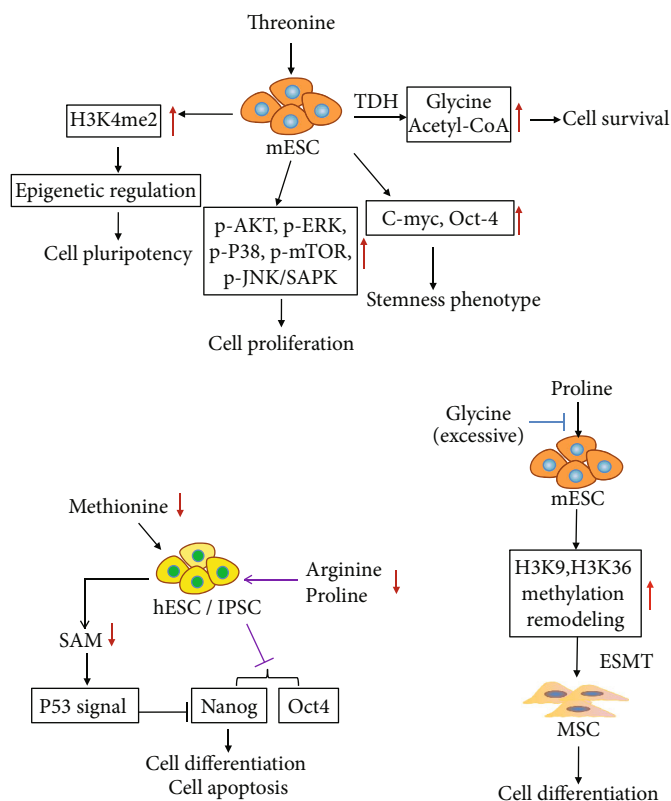 Threonine
TDH
Glycine
Acetyl-CoA
Cell survival
H3K4me2
mESC
Epigenetic regulation
Cell pluripotency
p-AKT, p-ERK,
p-P38, p-mTOR,
p-JNK/SAPK
Cell proliferation
C-myc, Oct-4
Stemness phenotype
Methionine
hESC / IPSC
Arginine
Proline
SAM
P53 signal
Nanog
Oct4
Cell differentiation
Cell apoptosis
Proline
Glycine
(excessive)
mESC
H3K9,H3K36
methylation
remodeling
ESMT
MSC
Cell differentiation